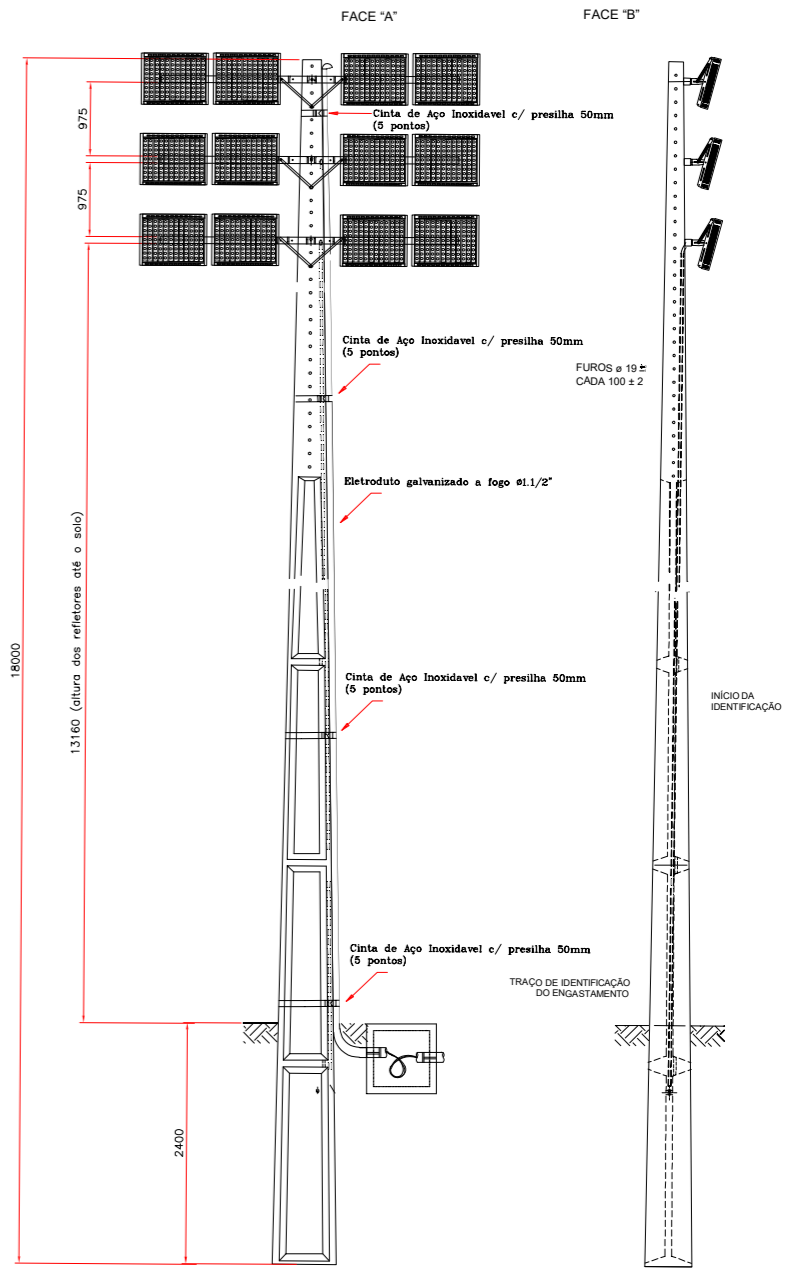 FACE "A"
FACE "B"
975
975
Cinta de Aço Inoxidavel c/ presilha 50mm
(5 pontos)
Cinta de Aço Inoxidavel c/ presilha 50mm
(5 pontos)
FUROS ø 19 ±
CADA 100 ± 2
Eletroduto galvanizado a fogo ø1.1/2"
18000
13160 (altura dos refletores até o solo)
Cinta de Aço Inoxidavel c/ presilha 50mm
(5 pontos)
INÍCIO DA
IDENTIFICAÇÃO
Cinta de Aço Inoxidavel c/ presilha 50mm
(5 pontos)
TRAÇO DE IDENTIFICAÇÃO
DO ENGASTAMENTO
2400